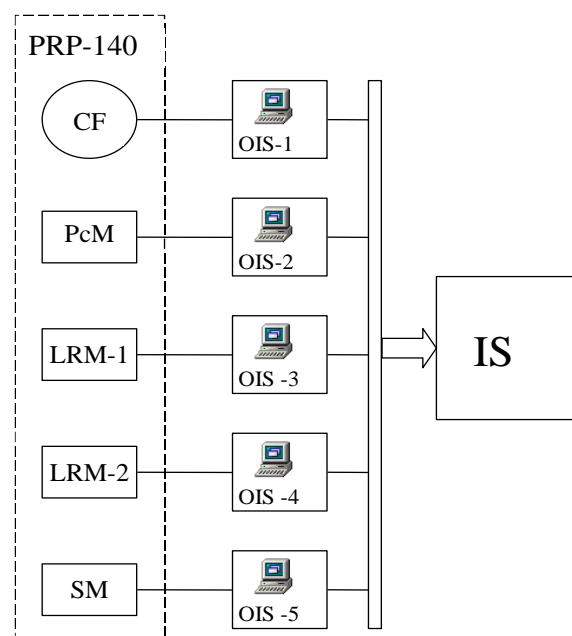 PRP-140
CF
OIS-1
PcM
OIS-2
IS
LRM-1
OIS -3
LRM-2
OIS -4
SM
OIS -5